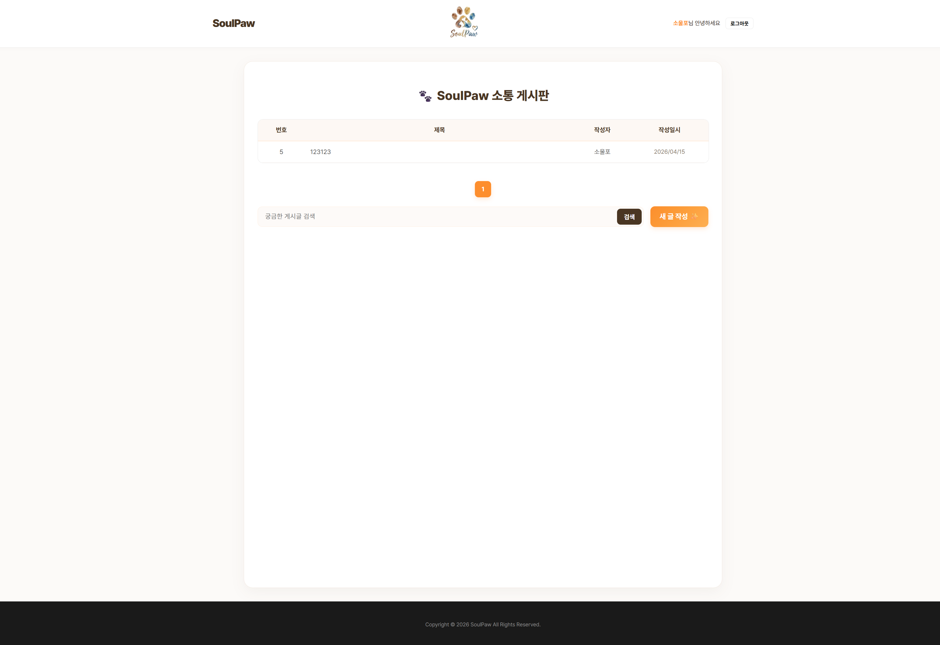 SoulPaw
SoulPaw
소울포님 안녕하세요
로그아웃
SoulPaw 소통 게시판
번호 제목 작성자 작성일시
5 123123 소울포 2026/04/15
1
궁금한 게시글 검색 검색 새 글 작성
Copyright © 2026 SoulPaw All Rights Reserved.